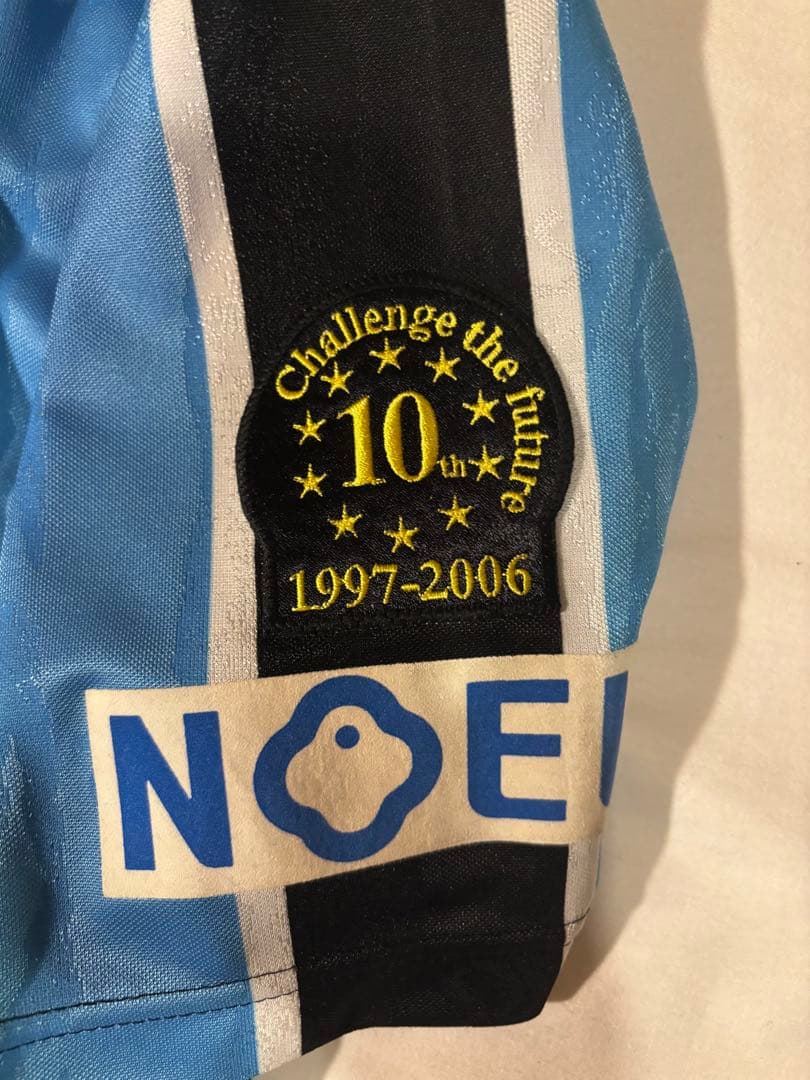 Challenge the future
10th
1997-2006
NOE